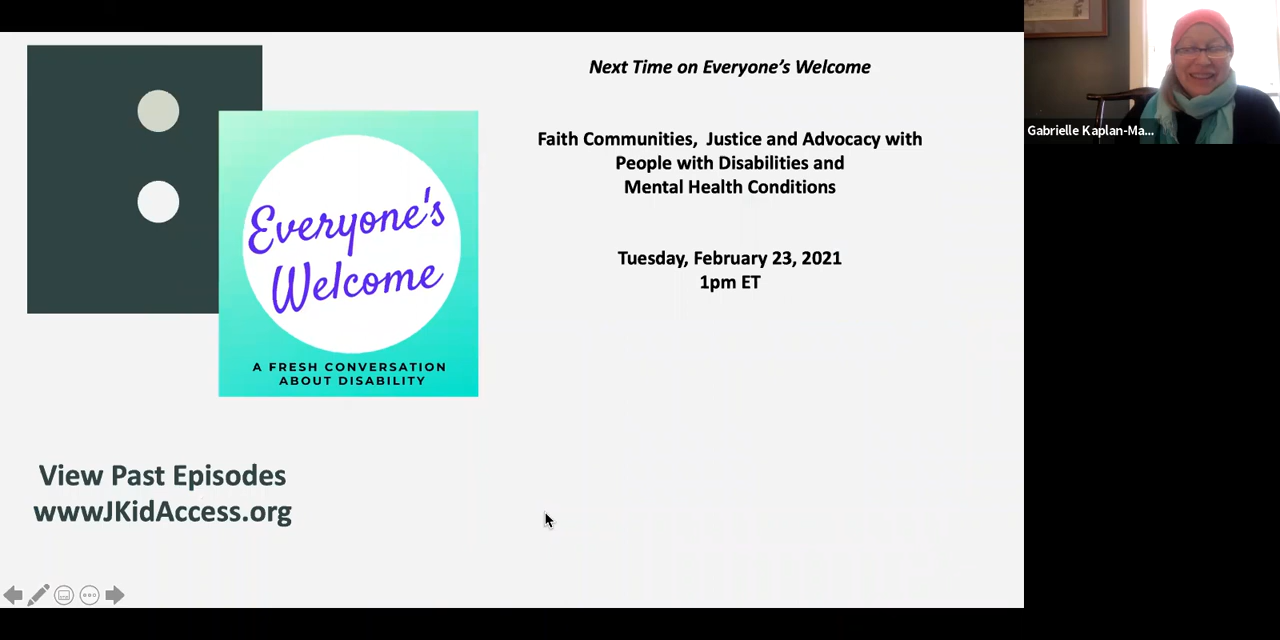 Next Time on Everyone's Welcome
Faith Communities,  Justice and Advocacy with
People with Disabilities and
Mental Health Conditions
Tuesday, February 23, 2021
1pm ET
Everyone's
Welcome
A FRESH CONVERSATION
ABOUT DISABILITY
View Past Episodes
wwwJKidAccess.org
Gabrielle Kaplan-Ma...